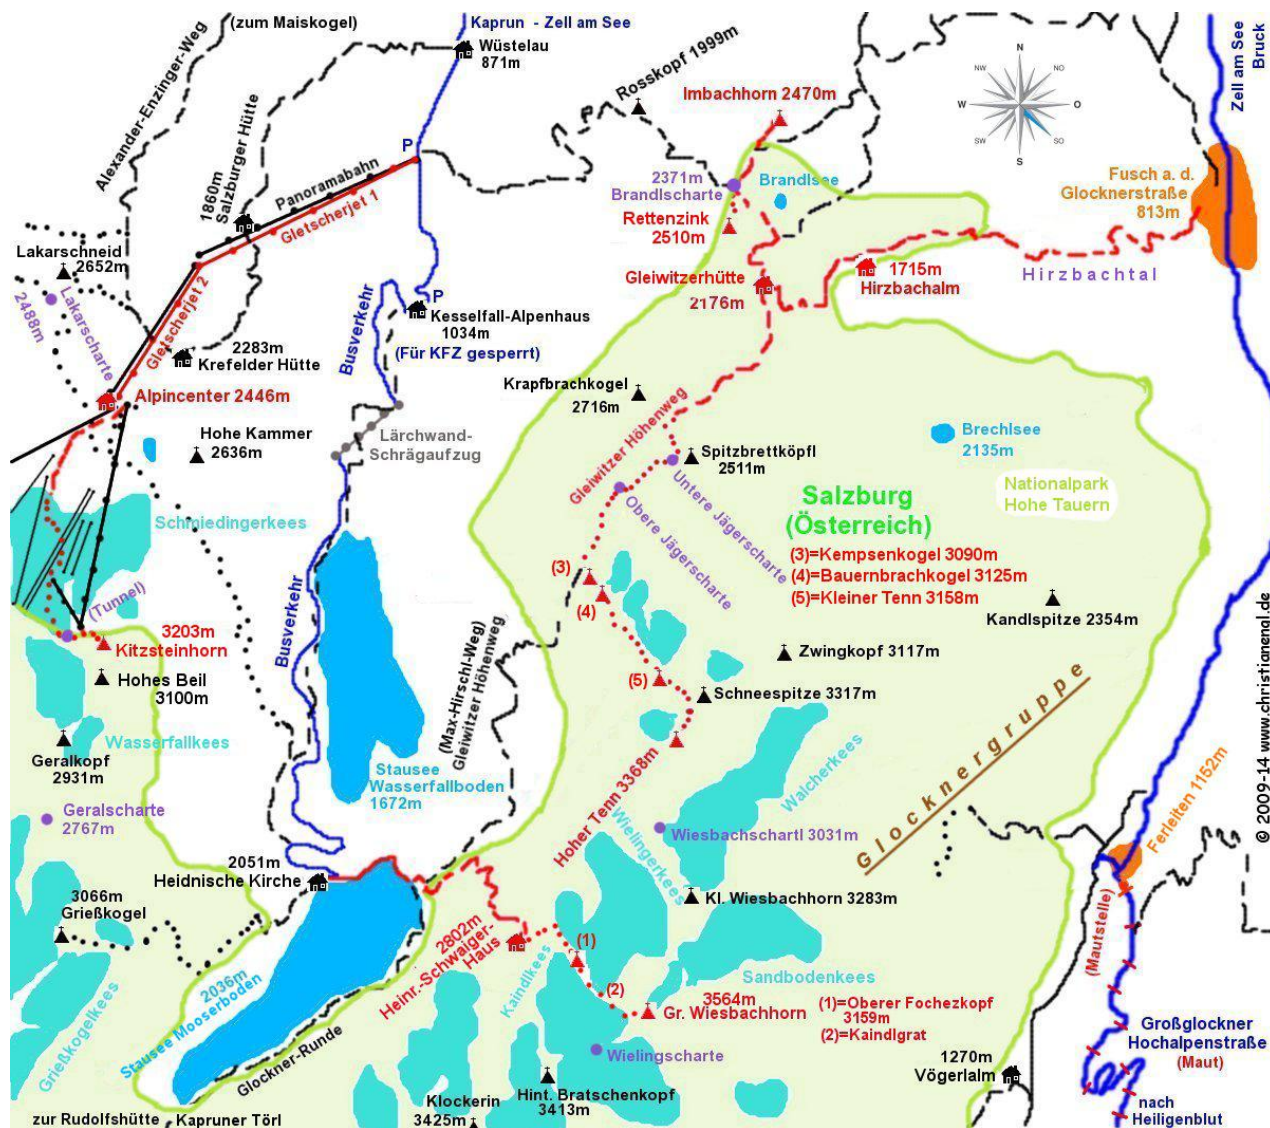 (zum Maiskogel)
Kaprun - Zell am See
Alexander-Enzinger-Weg
Wüstelau
871m
Rosskopf 1999m
Imbachhorn 2470m
N
NW
NO
W
O
SW
SO
S
Zell am See
Bruck
1860m
Salzburger Hütte
Panoramabahn
P
Gletscherjet 1
2371m
Brandlscharte
Brandlsee
Fusch a. d.
Glocknerstraße
813m
Rettenzink
2510m
Lakarschneid
2652m
Lakarscharte
2488m
Gletscherjet 2
Gleiwitzerhütte
2176m
1715m
Hirzbachalm
Hirzbachtal
Busverkehr
P
Kesselfall-Alpenhaus
1034m
(Für KFZ gesperrt)
2283m
Krefelder Hütte
Alpincenter 2446m
Krapfbrachkogel
2716m
Gleiwitzer Höhenweg
Hohe Kammer
2636m
Lärchwand-
Schrägaufzug
Spitzbrettköpfl
2511m
Brechlsee
2135m
Nationalpark
Hohe Tauern
Untere Jägerscharte
Obere Jägerscharte
Salzburg
(Österreich)
Schmiedingerkees
(3)=Kempsenkogel 3090m
(4)=Bauernbrachkogel 3125m
(5)=Kleiner Tenn 3158m
(3)
(4)
(Tunnel)
Busverkehr
Kandlspitze 2354m
3203m
Kitzsteinhorn
(Max-Hirschl-Weg)
Gleiwitzer Höhenweg
Zwingkopf 3117m
Hohes Beil
3100m
(5)
Schneespitze 3317m
Wasserfallkees
Geralkopf
2931m
Stausee
Wasserfallboden
1672m
Hoher Tenn 3368m
Walcherkees
Glocknergruppe
Ferleiten 1152m
© 2009-14 www.christianenal.de
Geralscharte
2767m
Wiesbachschartl 3031m
Wielingerkees
2051m
Heidnische Kirche
3066m
Grießkogel
Kl. Wiesbachhorn 3283m
2802m
Heinr.-Schwaiger-
Haus
(1)
Kaindlkees
(Mautstelle)
2036m
Stausee Mooserboden
Sandbodenkees
(2)
3564m
Gr. Wiesbachhorn
(1)=Oberer Fochezkopf
3159m
(2)=Kaindlgrat
Grießkogelkees
Glockner-Runde
Wielingscharte
Großglockner
Hochalpenstraße
(Maut)
1270m
Vögerlalm
Klockerin
3425m
Hint. Bratschenkopf
3413m
nach
Heiligenblut
zur Rudolfshütte
Kapruner Törl